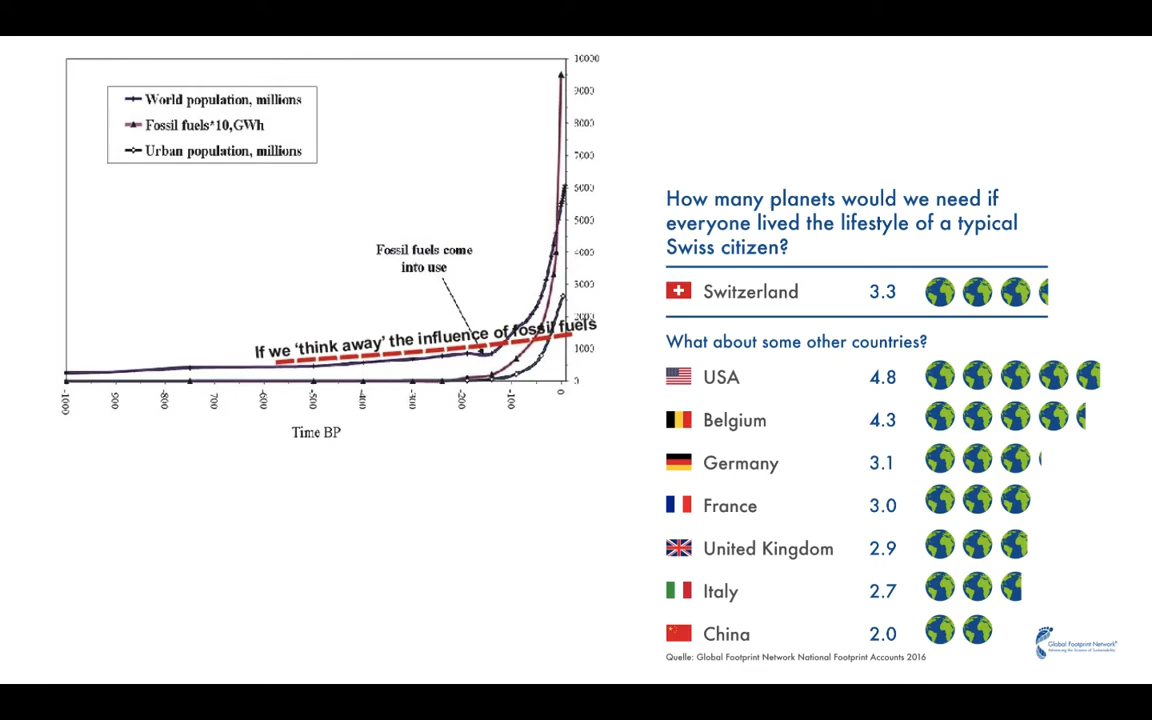 World population, millions
Fossil fuels*10,GWh
Urban population, millions
10000
9000
8000
7000
6000
5000
4000
3000
2000
1000
0
Fossil fuels come
into use
If we ‘think away’ the influence of fossil fuels
-1000
-900
-800
-700
-600
-500
-400
-300
-200
-100
0
Time BP
How many planets would we need if
everyone lived the lifestyle of a typical
Swiss citizen?
Switzerland 3.3
What about some other countries?
USA 4.8
Belgium 4.3
Germany 3.1
France 3.0
United Kingdom 2.9
Italy 2.7
China 2.0
Quelle: Global Footprint Network National Footprint Accounts 2016
Global Footprint Network®
Advancing the Science of Sustainability